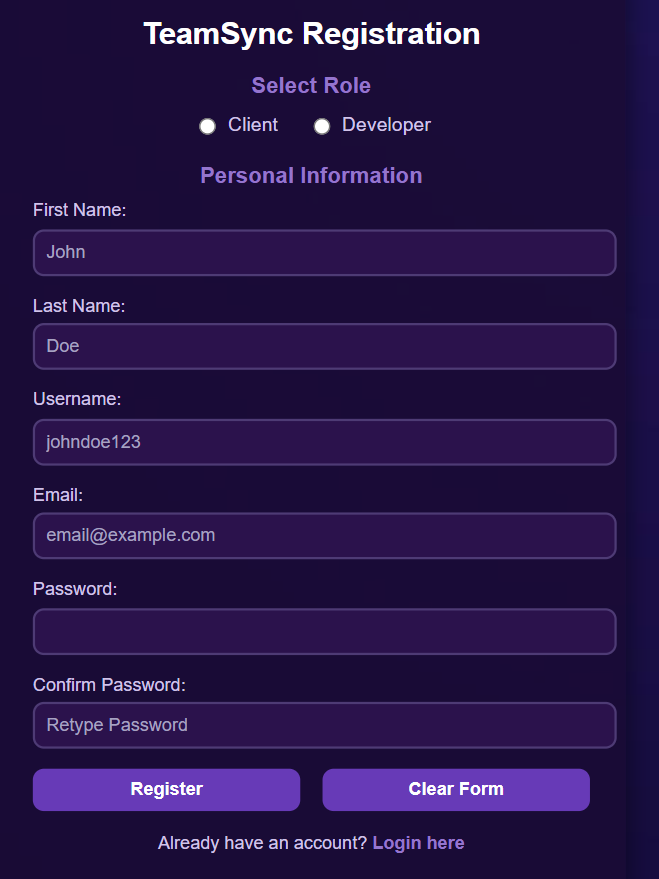 TeamSync Registration
Select Role
Client Developer
Personal Information
First Name:
John
Last Name:
Doe
Username:
johndoe123
Email:
email@example.com
Password:
Confirm Password:
Retype Password
Register Clear Form
Already have an account? Login here